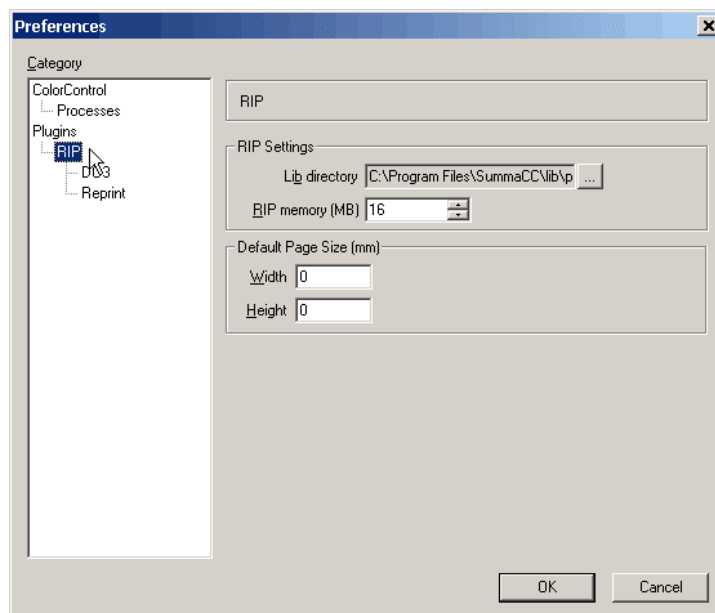 Preferences
Category
ColorControl
Processes
Plugins
RIP
Reprint
RIP
RIP Settings
Lib directory C:\Program Files\SummaCC\lib\p ...
RIP memory (MB) 16
Default Page Size (mm)
Width 0
Height 0
OK Cancel